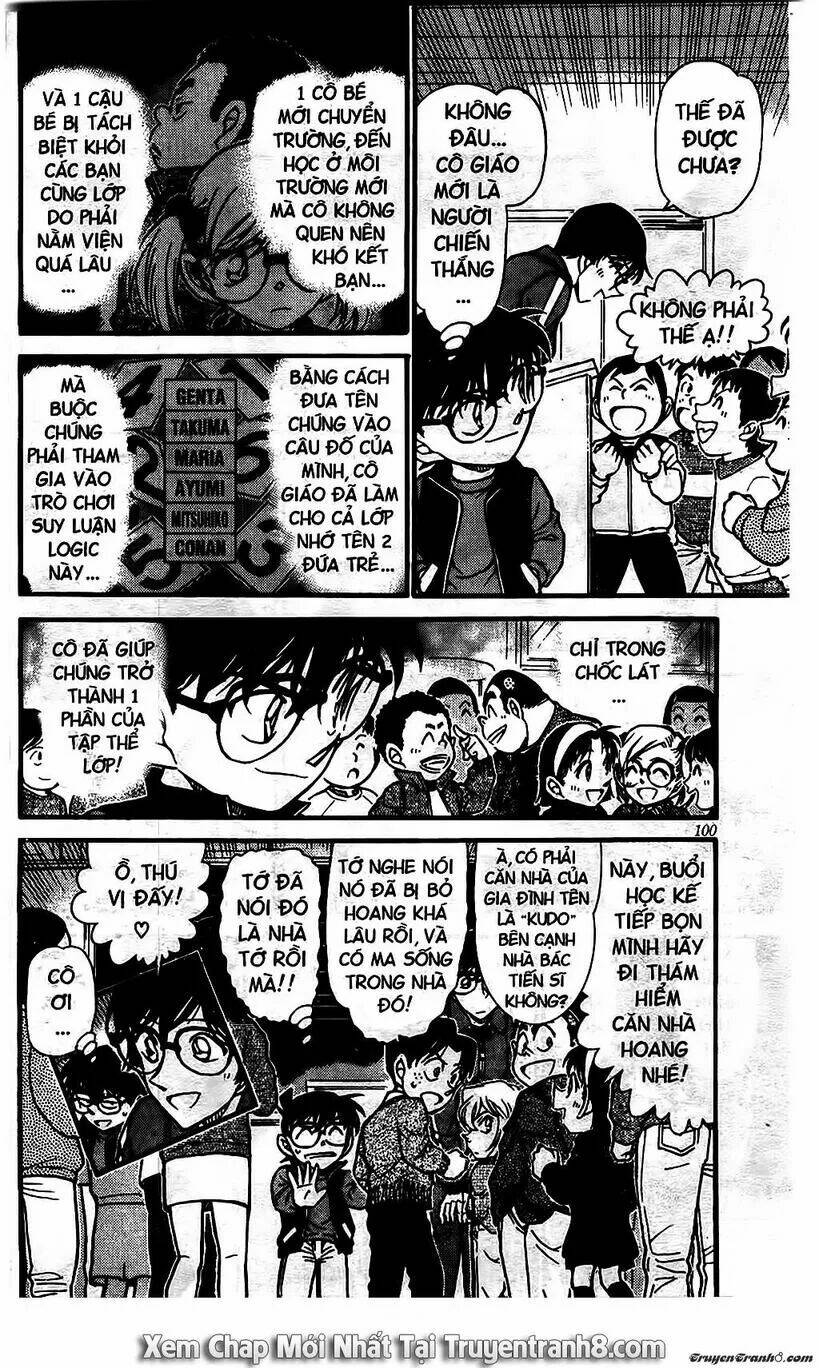 THẾ ĐÃ
ĐƯỢC
CHƯA?
KHÔNG
ĐÂU...
CÔ GIÁO
MỚI LÀ
NGƯỜI
CHIẾN
THẮNG
...
KHÔNG PHẢI
THẾ Ạ!!
1 CÔ BÉ
MỚI CHUYỂN
TRƯỜNG, ĐẾN
HỌC Ở MÔI
TRƯỜNG MỚI
MÀ CÔ KHÔNG
QUEN NÊN
KHÓ KẾT
BẠN...
VÀ 1 CẬU
BÉ BỊ TÁCH
BIỆT KHỎI
CÁC BẠN
CÙNG LỚP
DO PHẢI
NẰM VIỆN
QUÁ LÂU
...
BẰNG CÁCH
ĐƯA TÊN
CHÚNG VÀO
CÂU ĐỐ CỦA
MÌNH, CÔ
GIÁO ĐÃ LÀM
CHO CẢ LỚP
NHỚ TÊN 2
ĐỨA TRẺ...
GENTA
TAKUMA
MARIA
AYUMI
MITSUHIKO
CONAN
MÀ
BUỘC
CHÚNG
PHẢI THAM
GIA VÀO
TRÒ CHƠI
SUY LUẬN
LOGIC
NÀY...
CHỈ TRONG
CHỐC LÁT
...
CÔ ĐÃ GIÚP
CHÚNG TRỞ
THÀNH 1
PHẦN CỦA
TẬP THỂ
LỚP!
100
NÀY, BUỔI
HỌC KẾ
TIẾP BỌN
MÌNH HÃY
ĐI THÁM
HIỂM
CĂN NHÀ
HOANG
NHÉ!
À, CÓ PHẢI
CĂN NHÀ CỦA
GIA ĐÌNH TÊN
LÀ "KUDO"
BÊN CẠNH
NHÀ BÁC
TIẾN SĨ
KHÔNG?
TỚ NGHE NÓI
NÓ ĐÃ BỊ BỎ
HOANG KHÁ
LÂU RỒI, VÀ
CÓ MA SỐNG
TRONG NHÀ
ĐÓ!
TỚ ĐÃ
NÓI ĐÓ
LÀ NHÀ
TỚ RỒI
MÀ!!
Ồ, THÚ
VỊ ĐẤY!
♡
CÔ
ƠI
...
Xem Chap Mới Nhất Tại Truyentranh8.com
TruyenTranh8.com